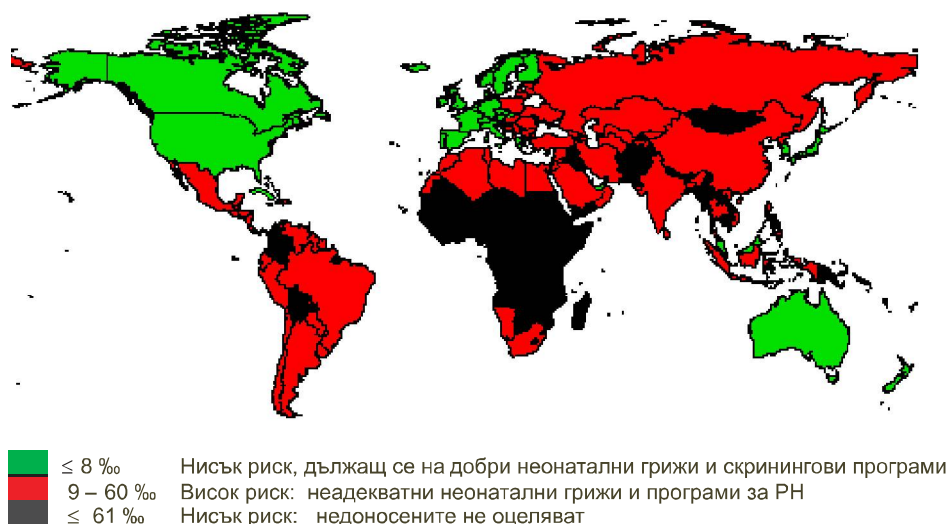 ≤ 8 ‰ Нисък риск, дължащ се на добри неонатални грижи и скринингови програми
9 – 60 ‰ Висок риск: неадекватни неонатални грижи и програми за РН
≤ 61 ‰ Нисък риск: недоносените не оцеляват